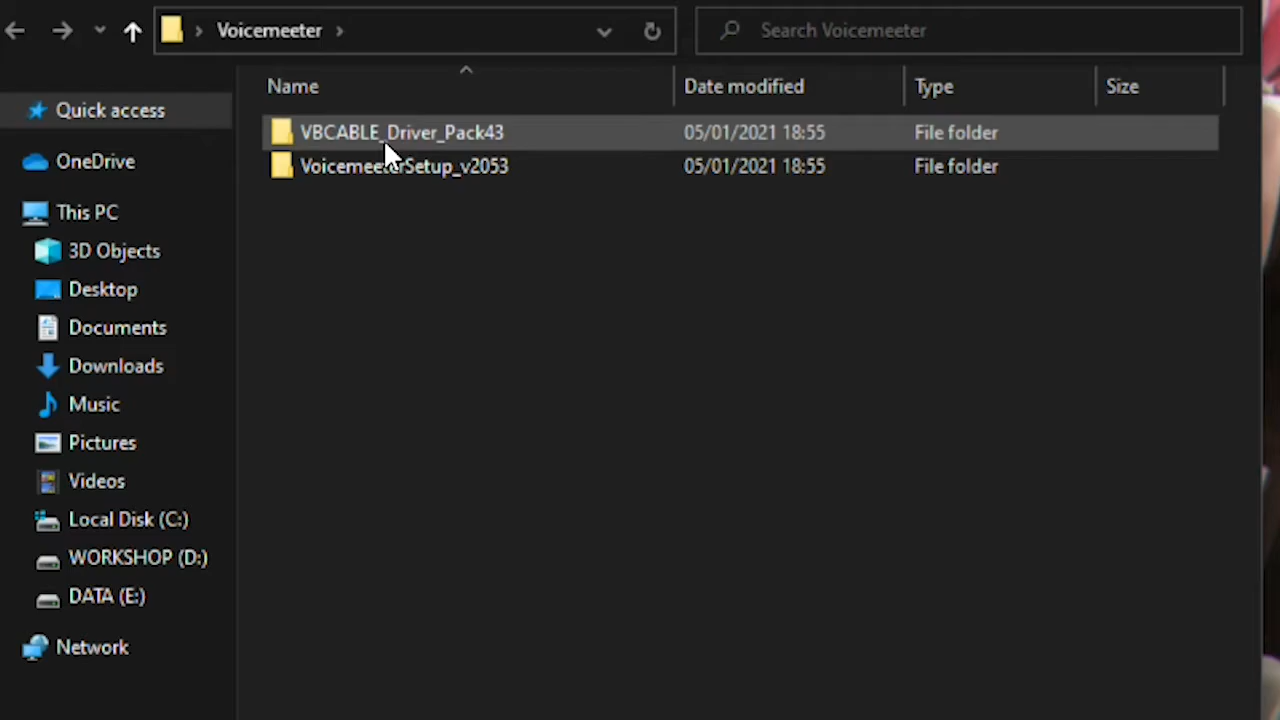 Voicemeeter
Search Voicemeeter
Name
Date modified
Type
Size
Quick access
VBCABLE_Driver_Pack43
05/01/2021 18:55
File folder
VoicemeeterSetup_v2053
05/01/2021 18:55
File folder
OneDrive
This PC
3D Objects
Desktop
Documents
Downloads
Music
Pictures
Videos
Local Disk (C:)
WORKSHOP (D:)
DATA (E:)
Network